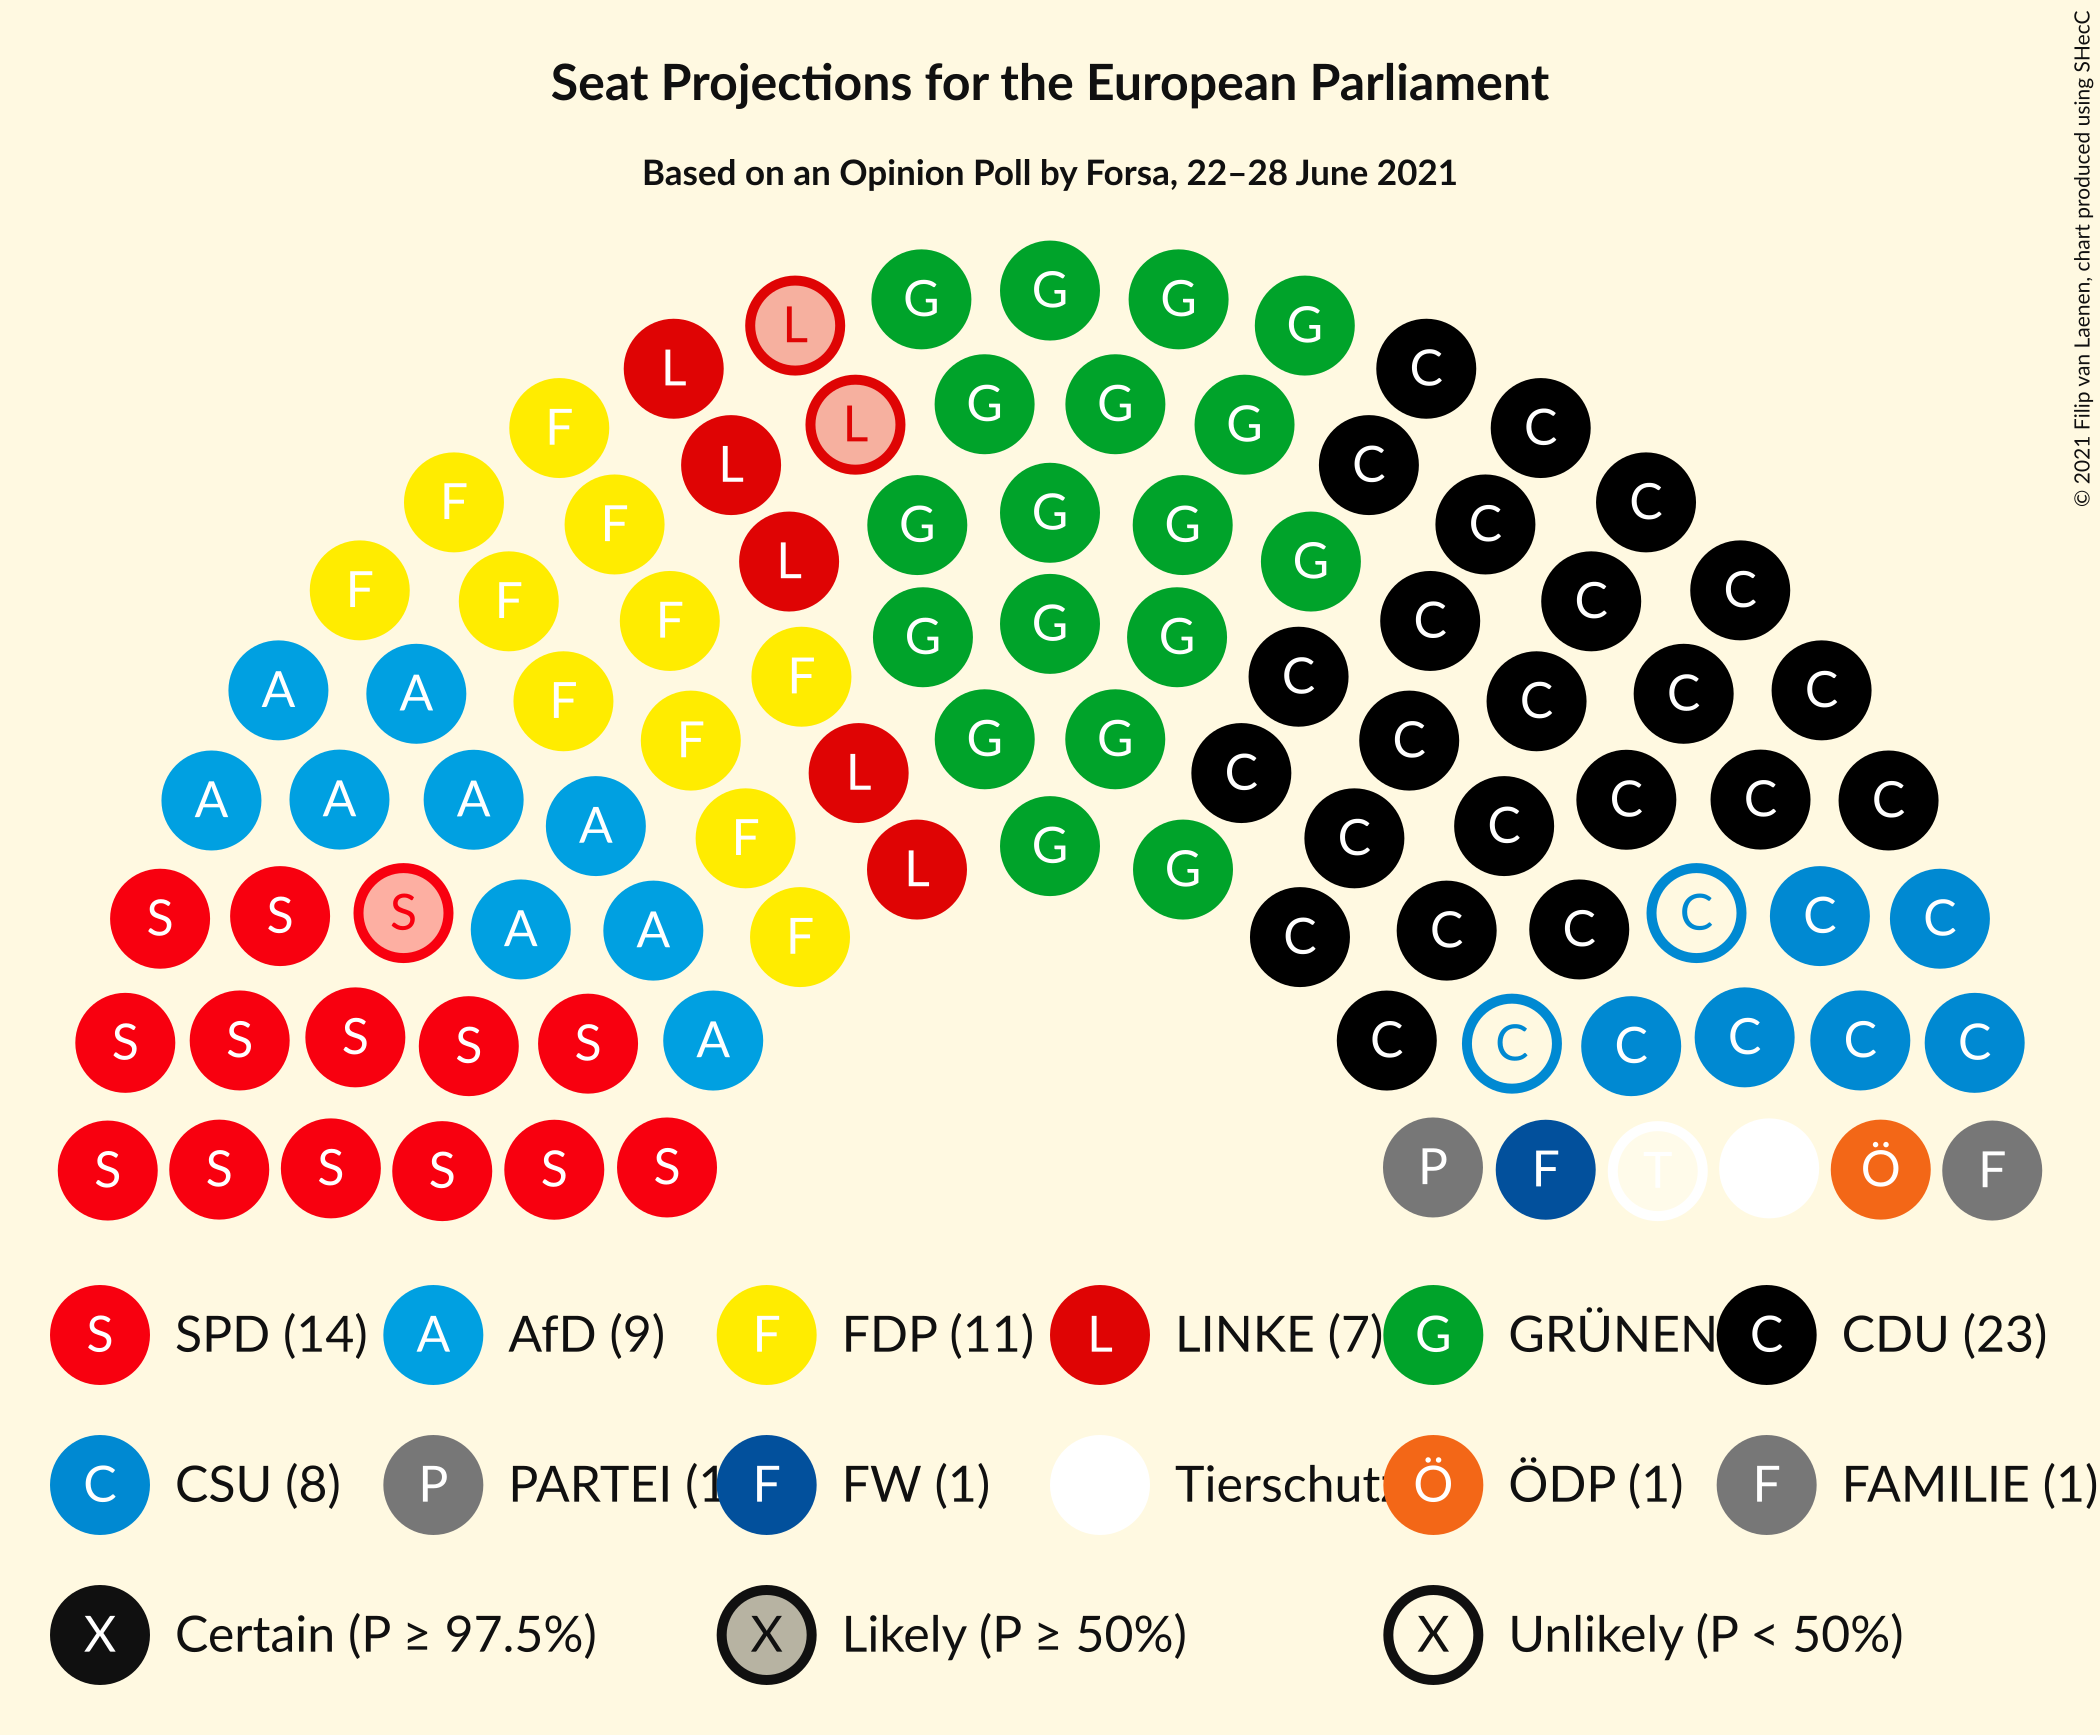 Seat Projections for the European Parliament
Based on an Opinion Poll by Forsa, 22–28 June 2021
© 2021 Filip van Laenen, chart produced using SHecC
G G G G
L L C
G G G
F L G C
L C
F F G G G C C
L G
F F F G G G C C C
A A F F C C C C
F G G C
A A A A F L C C C C C
S S S A A F L G G C C C C C C
S S S S S A C C C C C C
S S S S S S P F T Ö F
S SPD (14) A AfD (9) F FDP (11) L LINKE (7) G GRÜNEN C CDU (23)
C CSU (8) P PARTEI (1 F FW (1) Tierschutz Ö ÖDP (1) F FAMILIE (1)
X Certain (P ≥ 97.5%) X Likely (P ≥ 50%) X Unlikely (P < 50%)